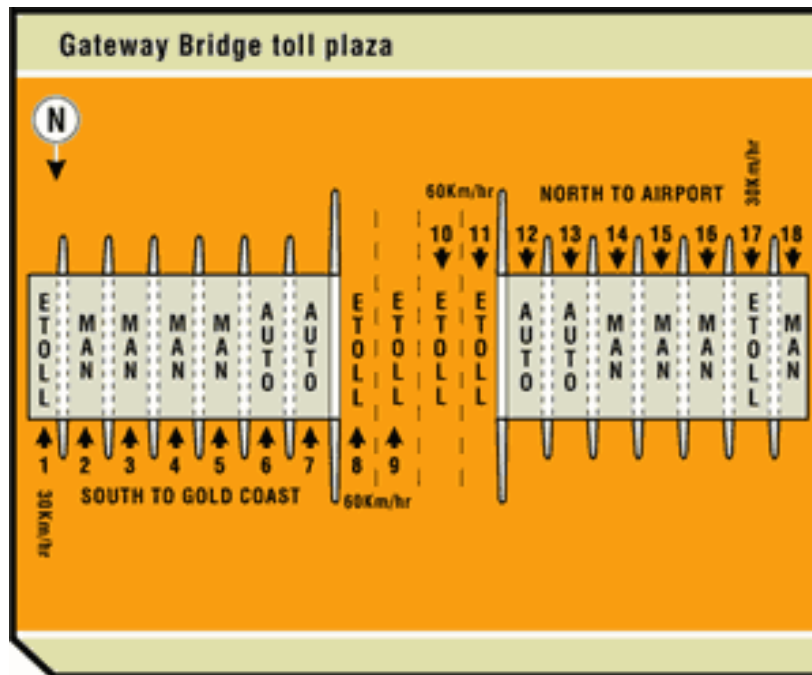 Gateway Bridge toll plaza
N
60Km/hr
NORTH TO AIRPORT
30Km/hr
10 11 12 13 14 15 16 17 18
ETOLL MAN MAN MAN MAN AUTO AUTO ETOLL ETOLL ETOLL ETOLL AUTO AUTO MAN MAN MAN ETOLL MAN
1 2 3 4 5 6 7 8 9
30Km/hr
SOUTH TO GOLD COAST
60Km/hr